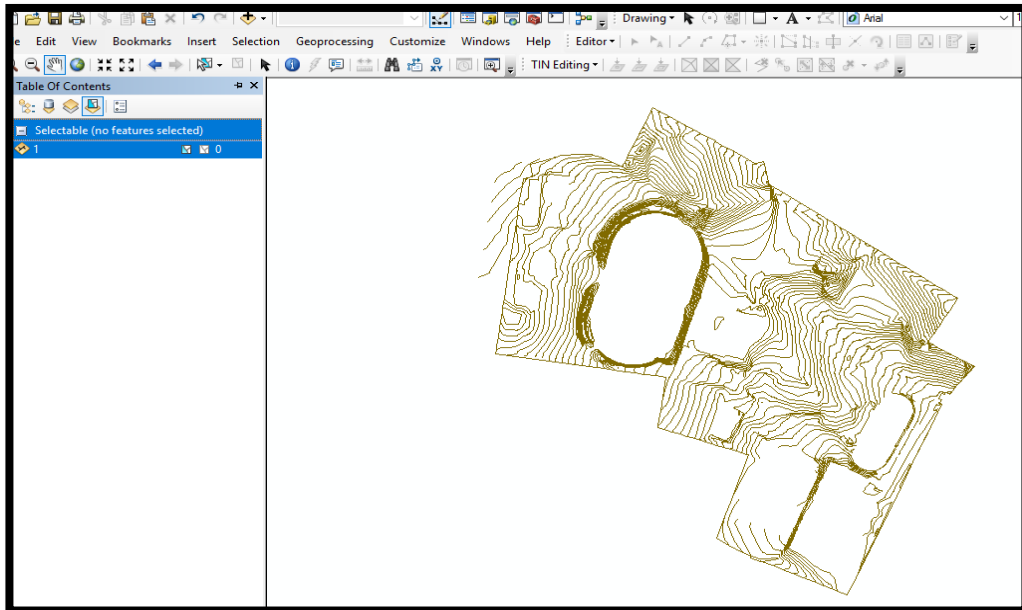 Drawing A Arial 1
e Edit View Bookmarks Insert Selection Geoprocessing Customize Windows Help Editor
TIN Editing
Table Of Contents
Selectable (no features selected)
1 0